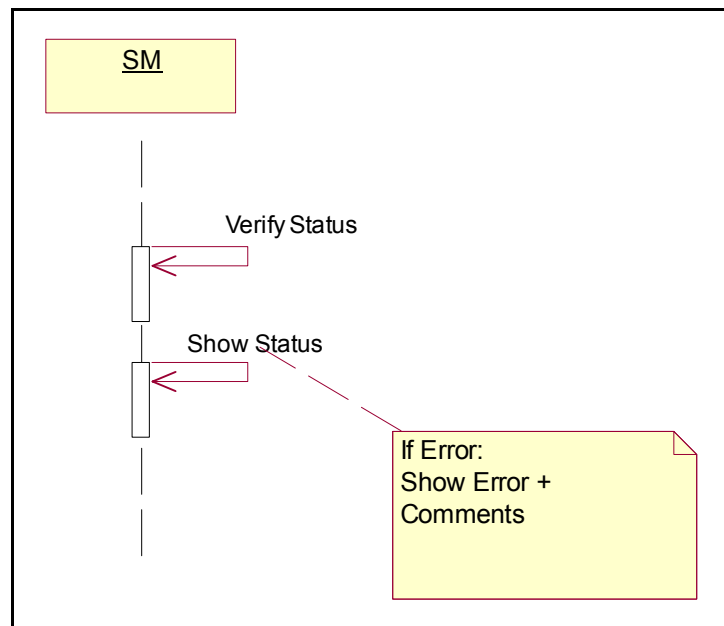 SM
Verify Status
Show Status
If Error:
Show Error +
Comments